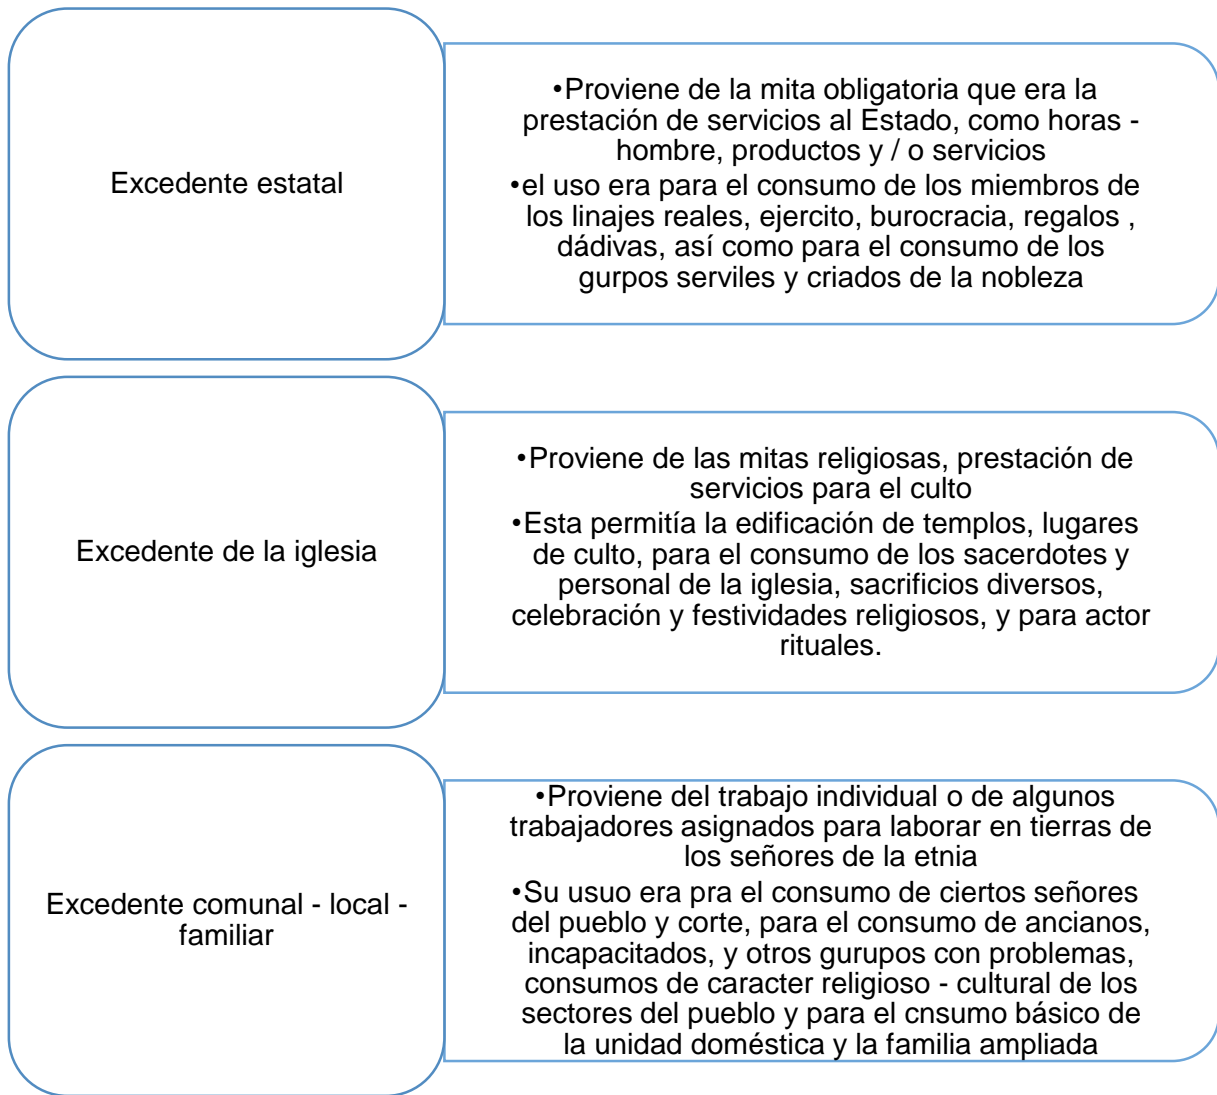 Excedente estatal
•Proviene de la mita obligatoria que era la
prestación de servicios al Estado, como horas -
hombre, productos y / o servicios
•el uso era para el consumo de los miembros de
los linajes reales, ejercito, burocracia, regalos ,
dádivas, así como para el consumo de los
gurpos serviles y criados de la nobleza
Excedente de la iglesia
•Proviene de las mitas religiosas, prestación de
servicios para el culto
•Esta permitía la edificación de templos, lugares
de culto, para el consumo de los sacerdotes y
personal de la iglesia, sacrificios diversos,
celebración y festividades religiosos, y para actor
rituales.
Excedente comunal - local -
familiar
•Proviene del trabajo individual o de algunos
trabajadores asignados para laborar en tierras de
los señores de la etnia
•Su usuo era pra el consumo de ciertos señores
del pueblo y corte, para el consumo de ancianos,
incapacitados, y otros gurupos con problemas,
consumos de caracter religioso - cultural de los
sectores del pueblo y para el cnsumo básico de
la unidad doméstica y la familia ampliada